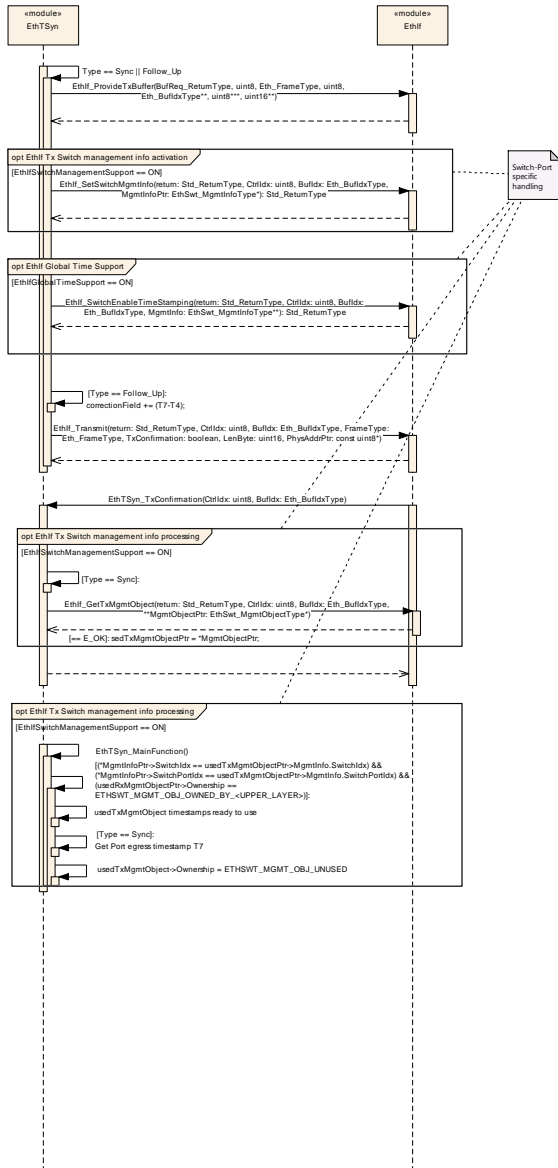 «module»
EthTSyn
«module»
EthIf
Type == Sync || Follow_Up
EthIf_ProvideTxBuffer(BufReq_ReturnType, uint8, Eth_FrameType, uint8,
Eth_BufIdxType**, uint8***, uint16**)
opt EthIf Tx Switch management info activation
[EthIfSwitchManagementSupport == ON]
EthIf_SetSwitchMgmtInfo(return: Std_ReturnType, CtrlIdx: uint8, BufIdx: Eth_BufIdxType,
MgmtInfoPtr: EthSwt_MgmtInfoType*): Std_ReturnType
Switch-Port
specific
handling
opt EthIf Global Time Support
[EthIfGlobalTimeSupport == ON]
EthIf_SwitchEnableTimeStamping(return: Std_ReturnType, CtrlIdx: uint8, BufIdx:
Eth_BufIdxType, MgmtInfo: EthSwt_MgmtInfoType**): Std_ReturnType
[Type == Follow_Up]:
correctionField += (T7-T4);
EthIf_Transmit(return: Std_ReturnType, CtrlIdx: uint8, BufIdx: Eth_BufIdxType, FrameType:
Eth_FrameType, TxConfirmation: boolean, LenByte: uint16, PhysAddrPtr: const uint8*)
EthTSyn_TxConfirmation(CtrlIdx: uint8, BufIdx: Eth_BufIdxType)
opt EthIf Tx Switch management info processing
[EthIfSwitchManagementSupport == ON]
[Type == Sync]:
EthIf_GetTxMgmtObject(return: Std_ReturnType, CtrlIdx: uint8, BufIdx: Eth_BufIdxType,
**MgmtObjectPtr: EthSwt_MgmtObjectType*)
[== E_OK]: sedTxMgmtObjectPtr = *MgmtObjectPtr;
opt EthIf Tx Switch management info processing
[EthIfSwitchManagementSupport == ON]
EthTSyn_MainFunction()
[(*MgmtInfoPtr->SwitchIdx == usedTxMgmtObjectPtr->MgmtInfo.SwitchIdx) &&
(*MgmtInfoPtr->SwitchPortIdx == usedTxMgmtObjectPtr->MgmtInfo.SwitchPortIdx) &&
(usedRxMgmtObjectPtr->Ownership ==
ETHSWT_MGMT_OBJ_OWNED_BY_<UPPER_LAYER>)]:
usedTxMgmtObject timestamps ready to use
[Type == Sync]:
Get Port egress timestamp T7
usedTxMgmtObject->Ownership = ETHSWT_MGMT_OBJ_UNUSED